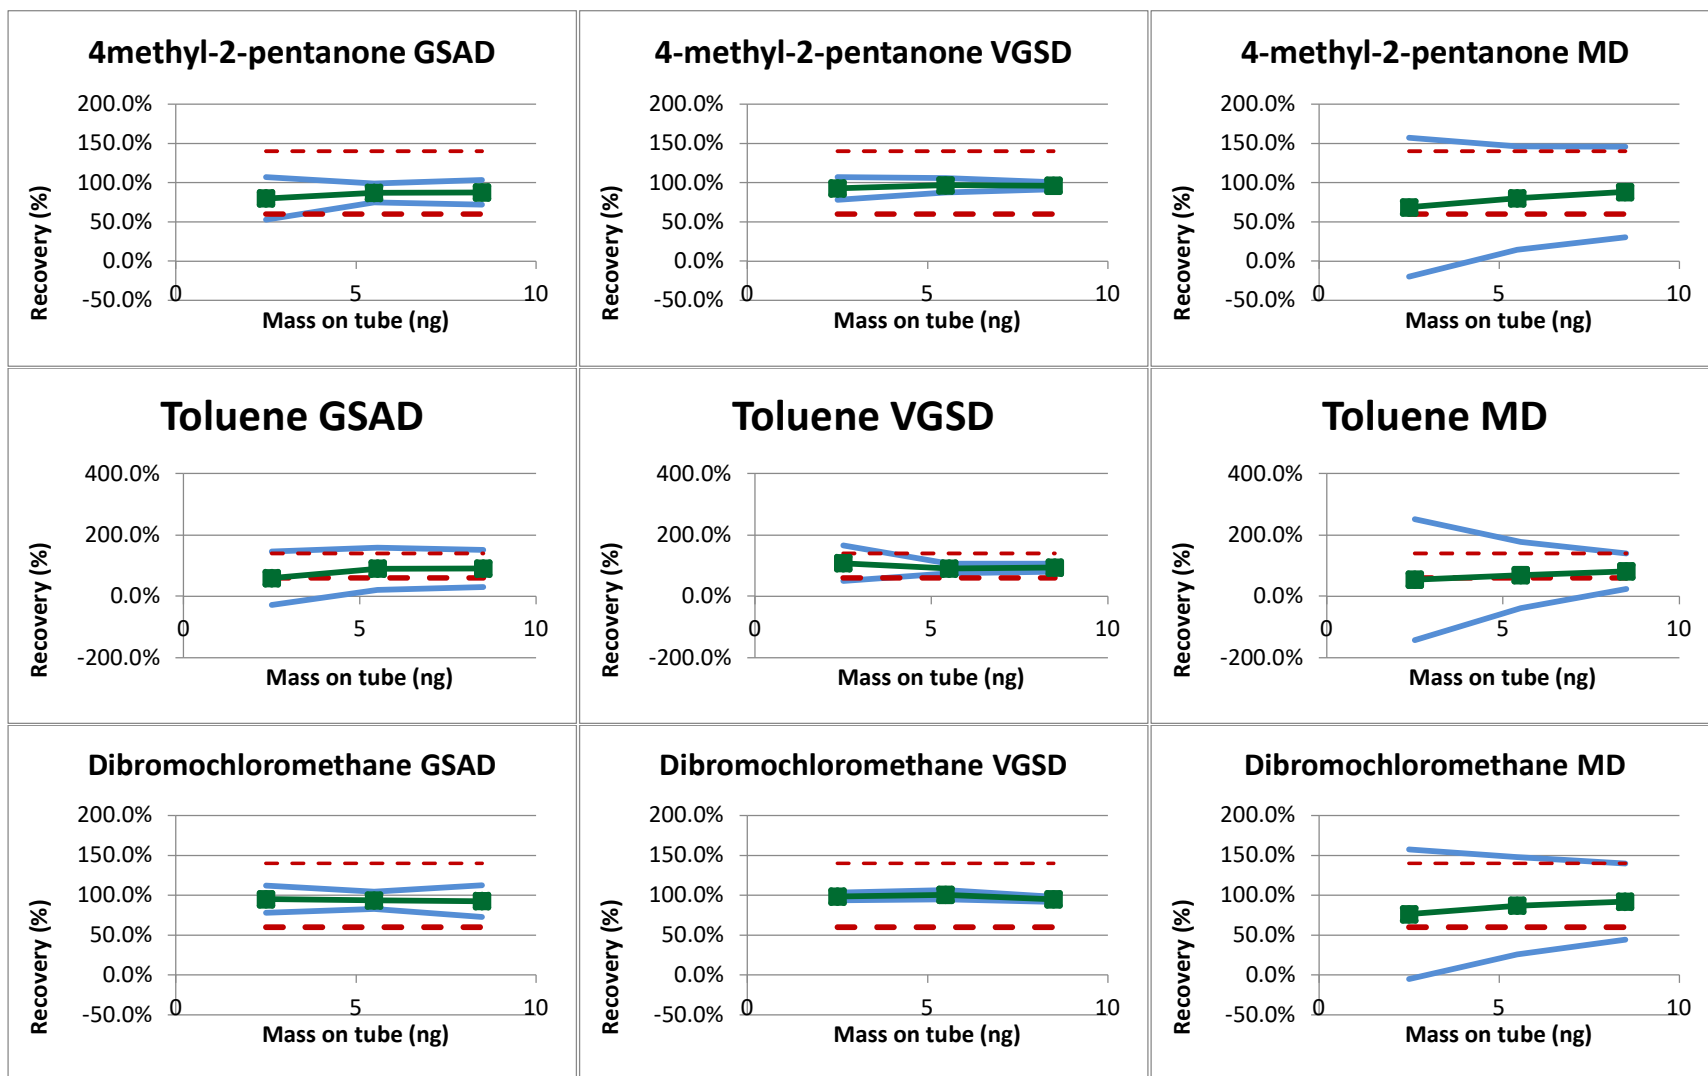 4methyl-2-pentanone GSAD
200.0%
150.0%
100.0%
50.0%
0.0%
-50.0%
0
5
10
Recovery (%)
Mass on tube (ng)
4-methyl-2-pentanone VGSD
200.0%
150.0%
100.0%
50.0%
0.0%
-50.0%
0
5
10
Recovery (%)
Mass on tube (ng)
4-methyl-2-pentanone MD
200.0%
150.0%
100.0%
50.0%
0.0%
-50.0%
0
5
10
Recovery (%)
Mass on tube (ng)
Toluene GSAD
400.0%
200.0%
0.0%
-200.0%
0
5
10
Recovery (%)
Mass on tube (ng)
Toluene VGSD
400.0%
200.0%
0.0%
-200.0%
0
5
10
Recovery (%)
Mass on tube (ng)
Toluene MD
400.0%
200.0%
0.0%
-200.0%
0
5
10
Recovery (%)
Mass on tube (ng)
Dibromochloromethane GSAD
200.0%
150.0%
100.0%
50.0%
0.0%
-50.0%
0
5
10
Recovery (%)
Mass on tube (ng)
Dibromochloromethane VGSD
200.0%
150.0%
100.0%
50.0%
0.0%
-50.0%
0
5
10
Recovery (%)
Mass on tube (ng)
Dibromochloromethane MD
200.0%
150.0%
100.0%
50.0%
0.0%
-50.0%
0
5
10
Recovery (%)
Mass on tube (ng)